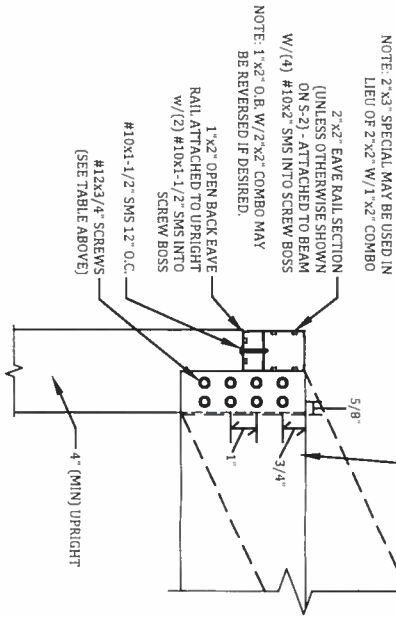 NOTE: 2"x3" SPECIAL MAY BE USED IN
LIEU OF 2"x2" W/1"x2" COMBO
2"x2" EAVE RAIL SECTION
(UNLESS OTHERWISE SHOWN
ON S-2) - ATTACHED TO BEAM
W/(4) #10x2" SMS INTO SCREW BOSS
NOTE: 1"x2" O.B. W/2"x2" COMBO MAY
BE REVERSED IF DESIRED.
1"x2" OPEN BACK EAVE
RAIL ATTACHED TO UPRIGHT
w/(2) #10x1-1/2" SMS INTO
SCREW BOSS
#10x1-1/2" SMS 12" O.C.
#12x3/4" SCREWS
(SEE TABLE ABOVE)
5/8"
3/4"
1"
4" (MIN) UPRIGHT